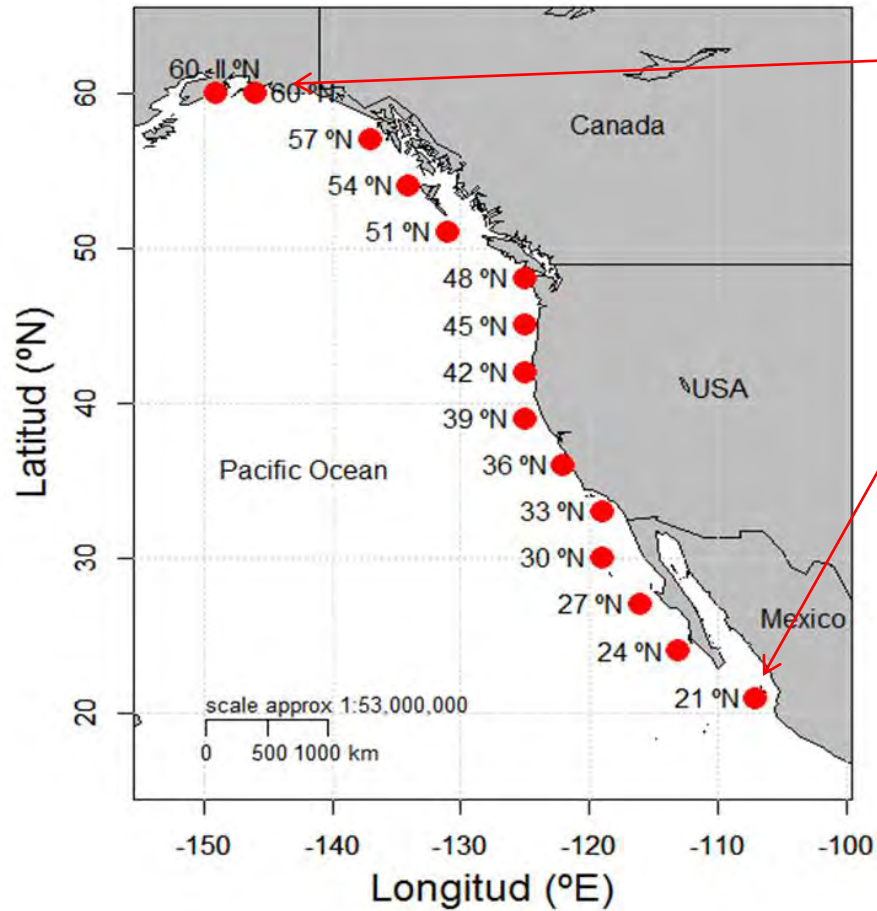 60-II ºN
60 ºN
60
Canada
57 ºN
54 ºN
51 ºN
50
48 ºN
45 ºN
USA
42 ºN
40
39 ºN
Pacific Ocean
36 ºN
33 ºN
30
30 ºN
27 ºN
Mexico
24 ºN
21 ºN
20
scale approx 1:53,000,000
0 500 1000 km
Latitud (ºN)
-150 -140 -130 -120 -110 -100
Longitud (ºE)